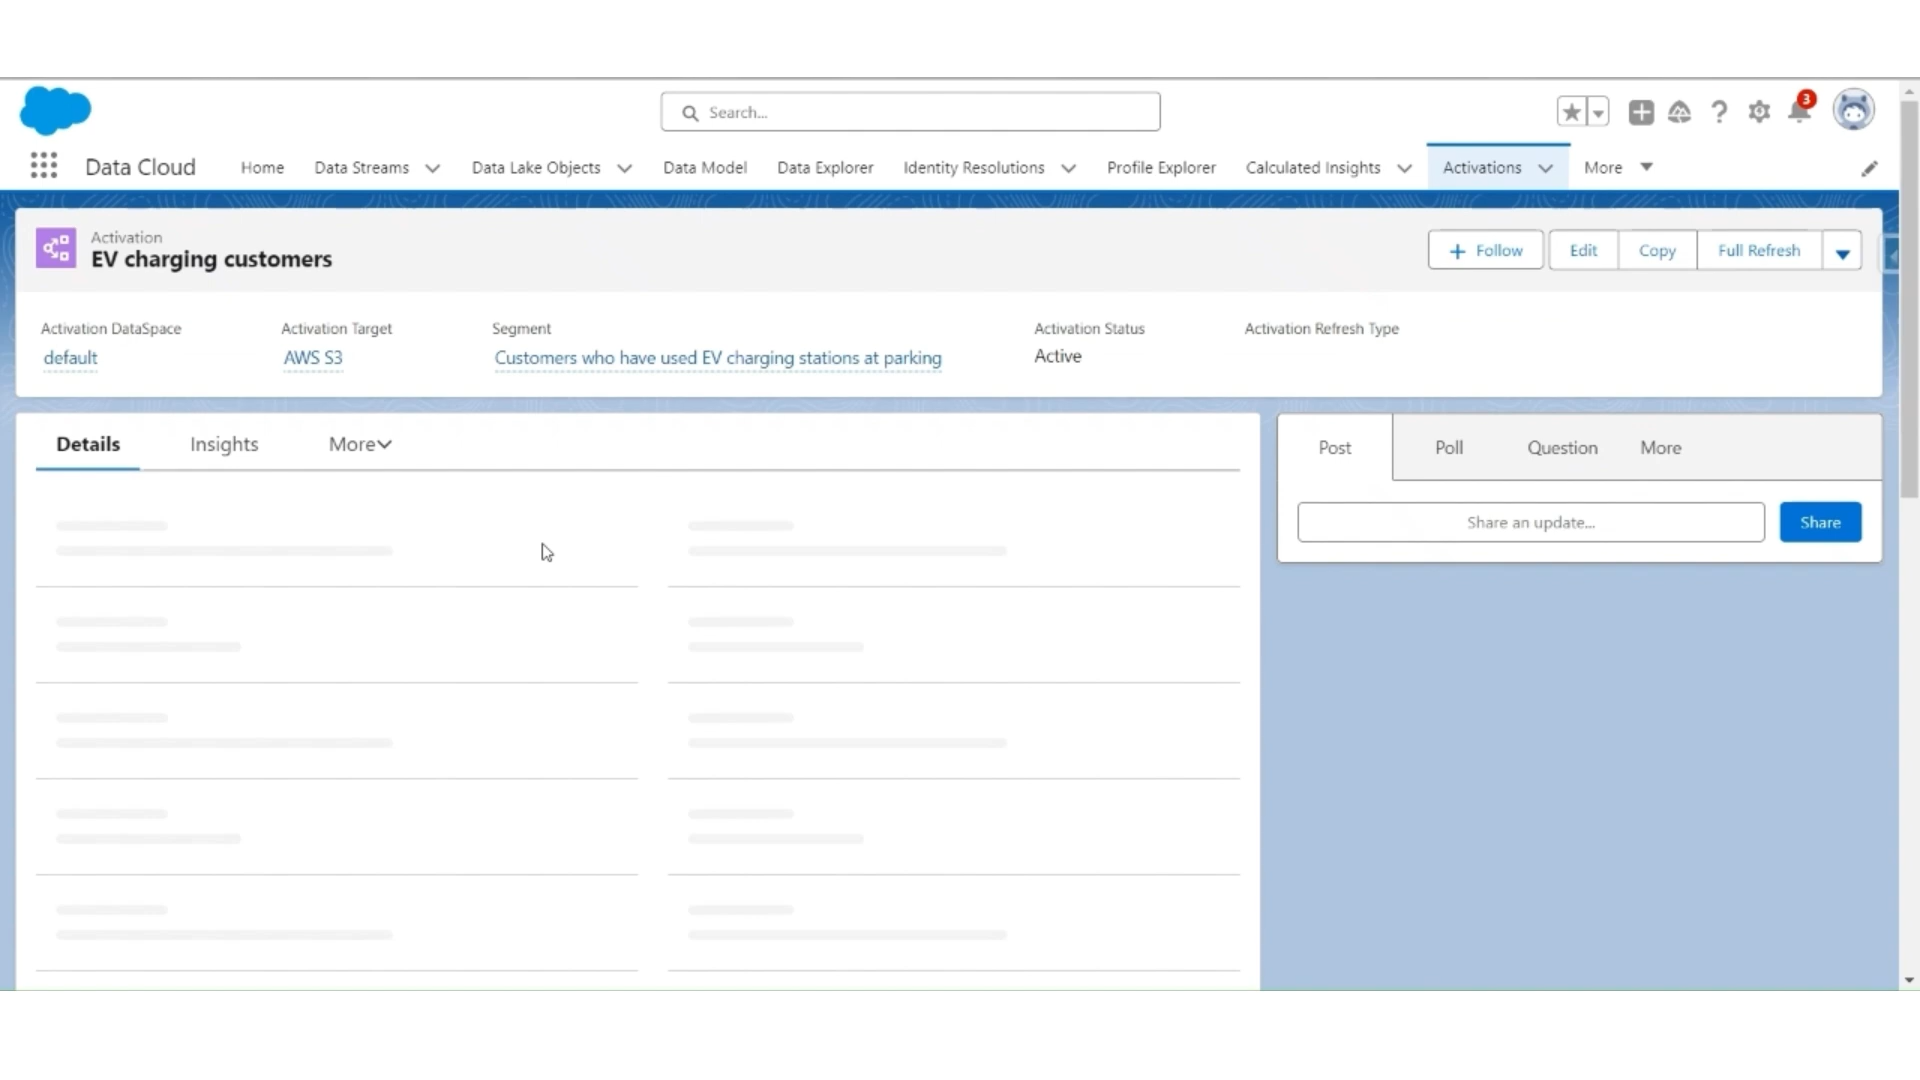 Search...
3
Data Cloud Home Data Streams Data Lake Objects Data Model Data Explorer Identity Resolutions Profile Explorer Calculated Insights Activations More
Activation
EV charging customers
Follow Edit Copy Full Refresh
Activation DataSpace Activation Target Segment Activation Status Activation Refresh Type
default AWS S3 Customers who have used EV charging stations at parking Active
Details Insights More
Post Poll Question More
Share an update... Share